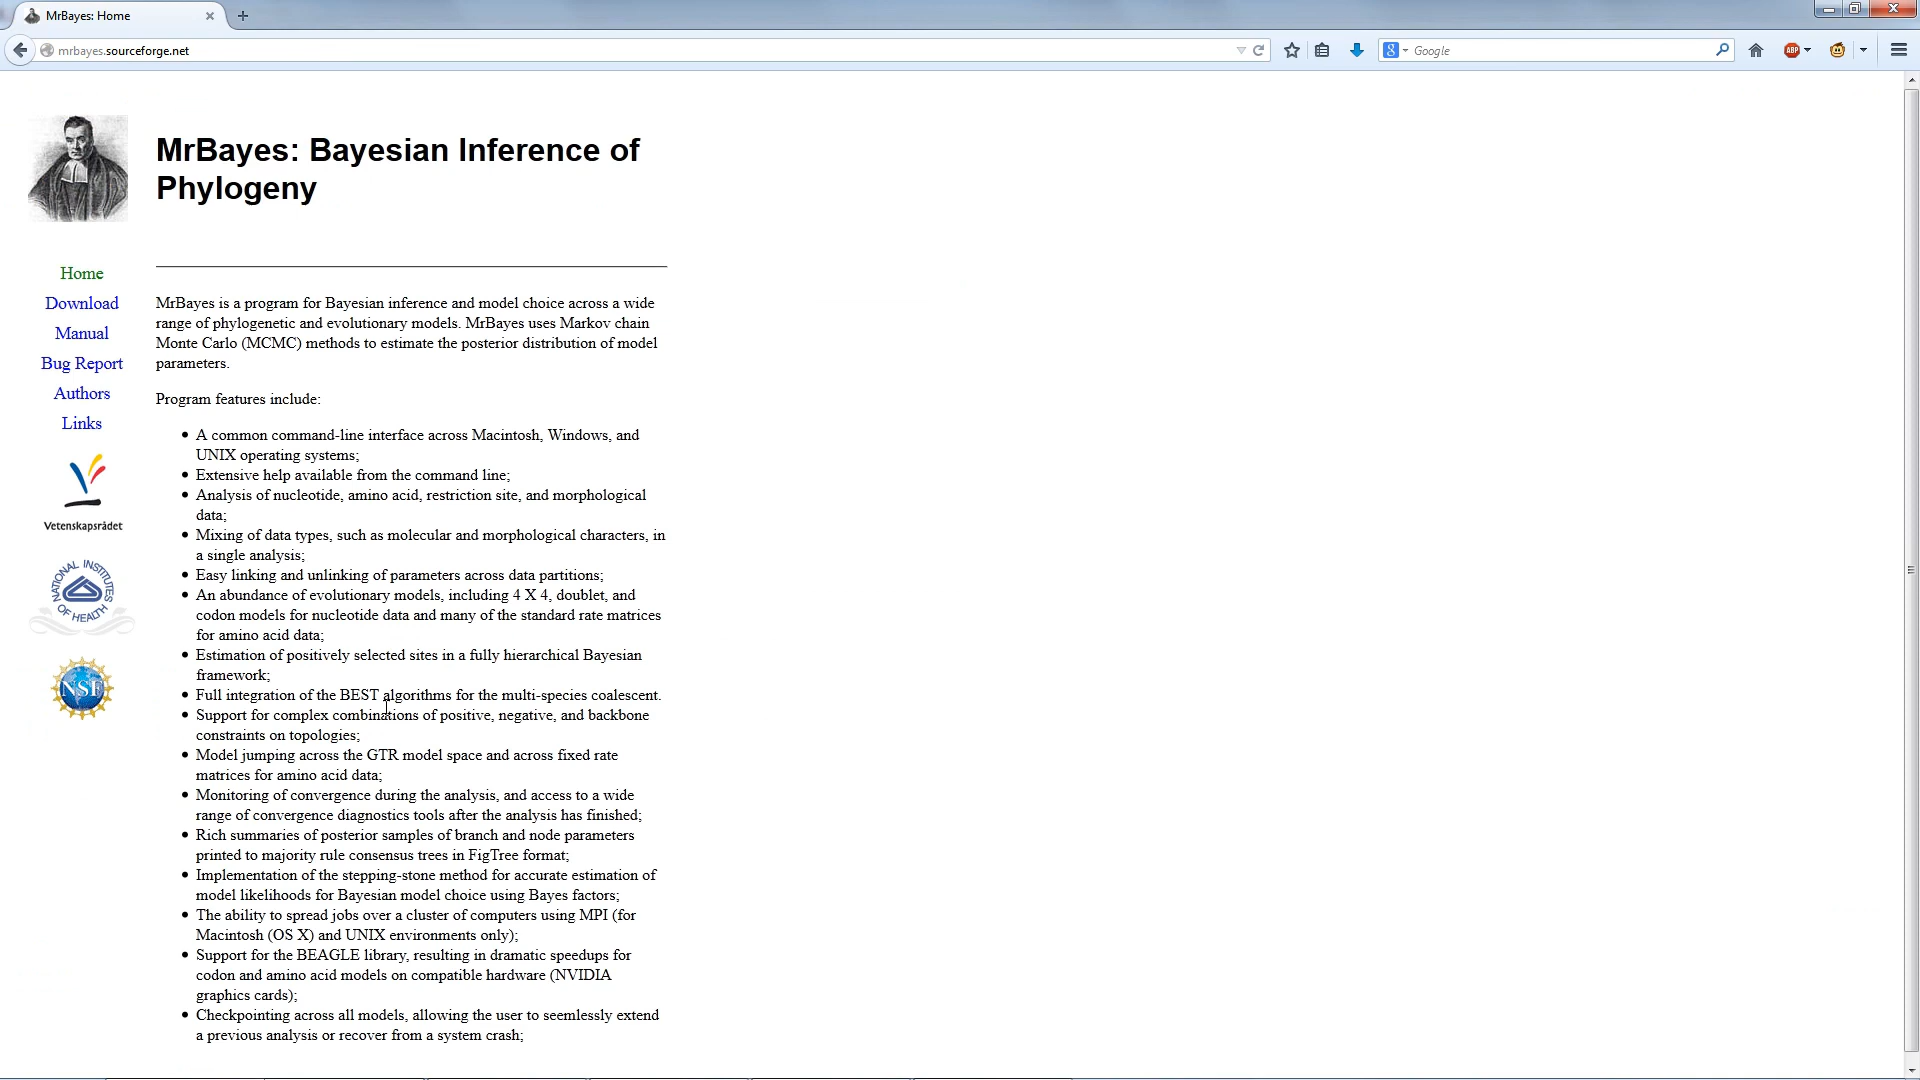 MrBayes: Home
mrbayes.sourceforge.net
Google
ABP
MrBayes: Bayesian Inference of
Phylogeny
Home
Download
Manual
Bug Report
Authors
Links
Vetenskapsrådet
NATIONAL INSTITUTES
OF HEALTH
NSF
MrBayes is a program for Bayesian inference and model choice across a wide
range of phylogenetic and evolutionary models. MrBayes uses Markov chain
Monte Carlo (MCMC) methods to estimate the posterior distribution of model
parameters.
Program features include:
• A common command-line interface across Macintosh, Windows, and
UNIX operating systems;
• Extensive help available from the command line;
• Analysis of nucleotide, amino acid, restriction site, and morphological
data;
• Mixing of data types, such as molecular and morphological characters, in
a single analysis;
• Easy linking and unlinking of parameters across data partitions;
• An abundance of evolutionary models, including 4 X 4, doublet, and
codon models for nucleotide data and many of the standard rate matrices
for amino acid data;
• Estimation of positively selected sites in a fully hierarchical Bayesian
framework;
• Full integration of the BEST algorithms for the multi-species coalescent.
• Support for complex combinations of positive, negative, and backbone
constraints on topologies;
• Model jumping across the GTR model space and across fixed rate
matrices for amino acid data;
• Monitoring of convergence during the analysis, and access to a wide
range of convergence diagnostics tools after the analysis has finished;
• Rich summaries of posterior samples of branch and node parameters
printed to majority rule consensus trees in FigTree format;
• Implementation of the stepping-stone method for accurate estimation of
model likelihoods for Bayesian model choice using Bayes factors;
• The ability to spread jobs over a cluster of computers using MPI (for
Macintosh (OS X) and UNIX environments only);
• Support for the BEAGLE library, resulting in dramatic speedups for
codon and amino acid models on compatible hardware (NVIDIA
graphics cards);
• Checkpointing across all models, allowing the user to seemlessly extend
a previous analysis or recover from a system crash;